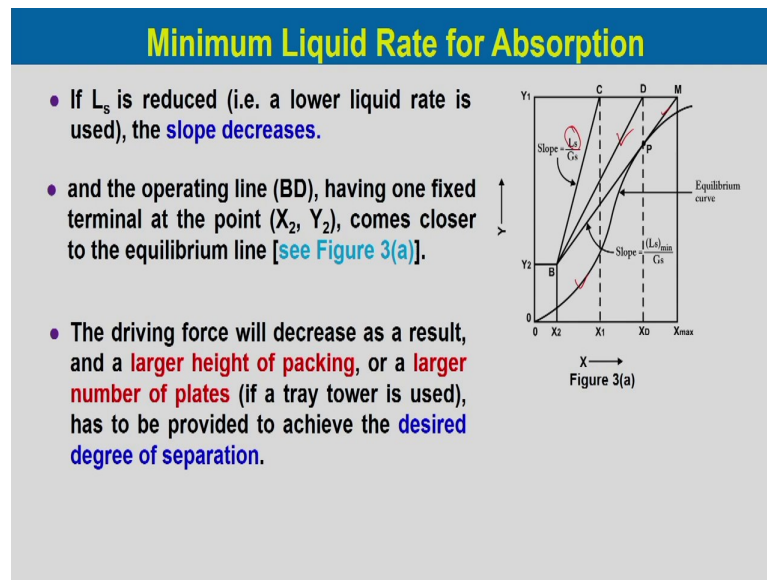 Minimum Liquid Rate for Absorption
• If Ls is reduced (i.e. a lower liquid rate is
used), the slope decreases.
• and the operating line (BD), having one fixed
terminal at the point (X2, Y2), comes closer
to the equilibrium line [see Figure 3(a)].
• The driving force will decrease as a result,
and a larger height of packing, or a larger
number of plates (if a tray tower is used),
has to be provided to achieve the desired
degree of separation.
Y1 C D M
Slope = Ls/Gs
P
Equilibrium
curve
Y
Slope = (Ls)min/Gs
Y2
B
0
0 X2 X1 XD Xmax
X
Figure 3(a)